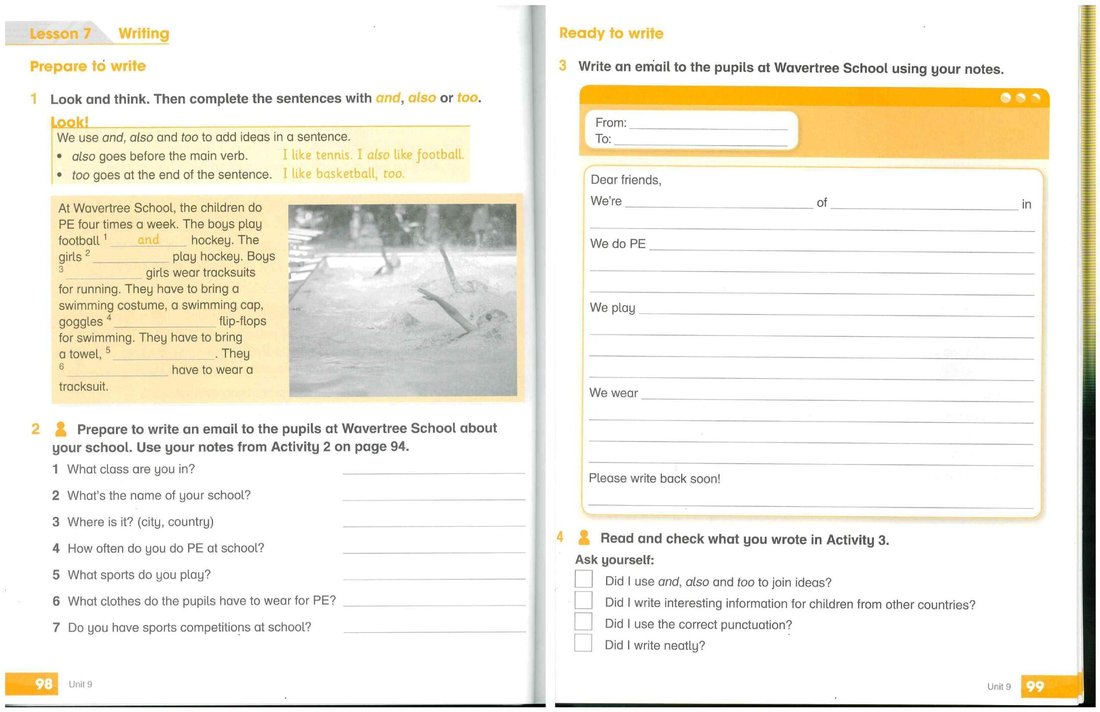 Lesson 7 Writing
Prepare to write
1 Look and think. Then complete the sentences with and, also or too.
Look!
We use and, also and too to add ideas in a sentence.
• also goes before the main verb. I like tennis. I also like football.
• too goes at the end of the sentence. I like basketball, too.
At Wavertree School, the children do
PE four times a week. The boys play
football 1 and hockey. The
girls 2 ____________ play hockey. Boys
3 ____________ girls wear tracksuits
for running. They have to bring a
swimming costume, a swimming cap,
goggles 4 ____________ flip-flops
for swimming. They have to bring
a towel, 5 ____________. They
6 ____________ have to wear a
tracksuit.
2 Prepare to write an email to the pupils at Wavertree School about
your school. Use your notes from Activity 2 on page 94.
1 What class are you in?
2 What's the name of your school?
3 Where is it? (city, country)
4 How often do you do PE at school?
5 What sports do you play?
6 What clothes do the pupils have to wear for PE?
7 Do you have sports competitions at school?
98 Unit 9
Ready to write
3 Write an email to the pupils at Wavertree School using your notes.
From: ____________
To: ____________
Dear friends,
We're ____________ of ____________ in
We do PE ____________
We play ____________
We wear ____________
Please write back soon!
4 Read and check what you wrote in Activity 3.
Ask yourself:
Did I use and, also and too to join ideas?
Did I write interesting information for children from other countries?
Did I use the correct punctuation?
Did I write neatly?
Unit 9 99